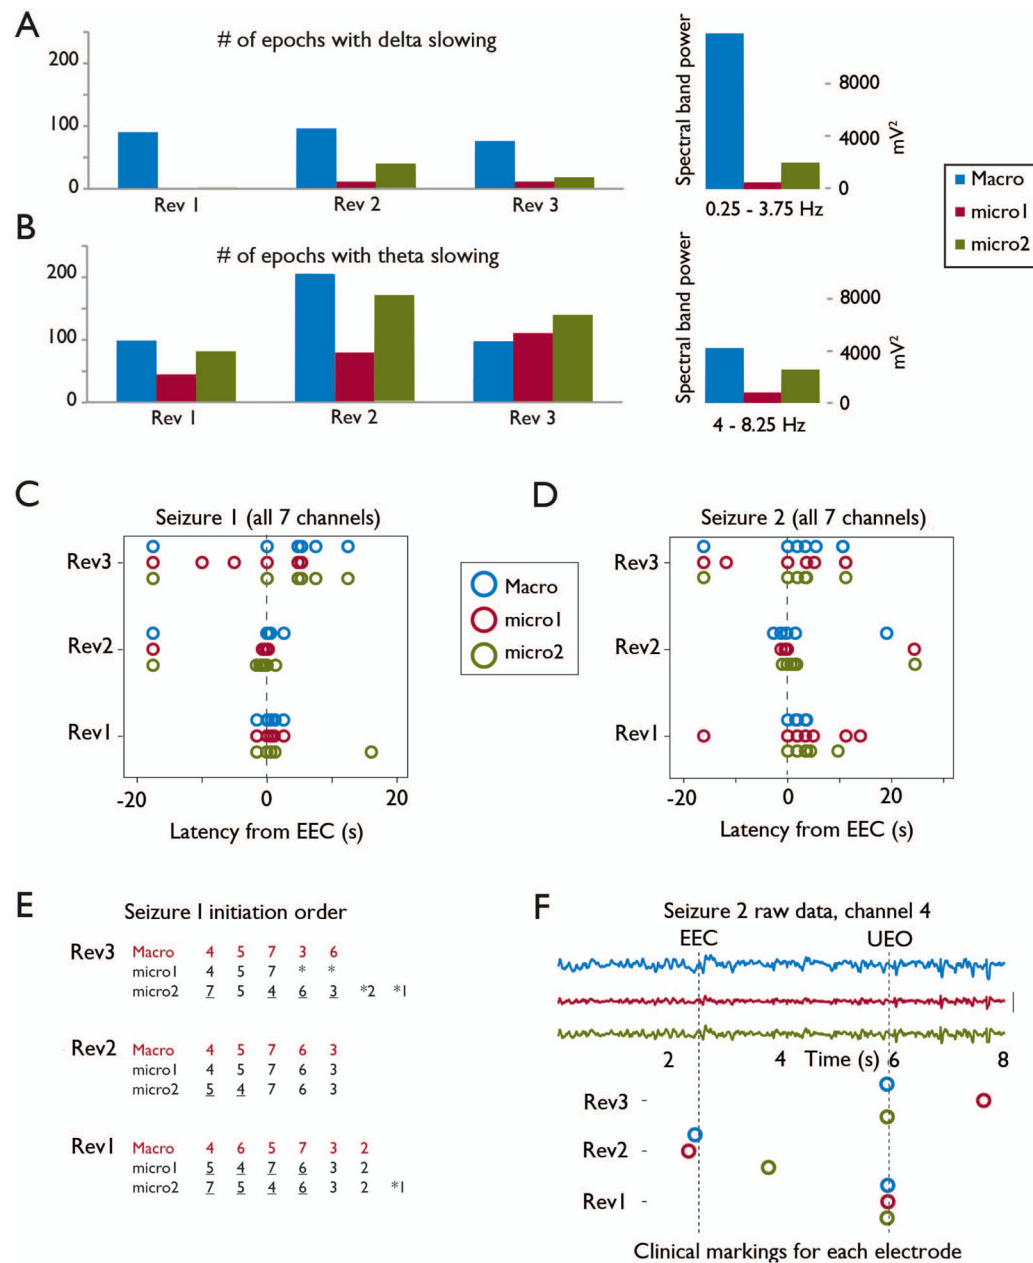 A
# of epochs with delta slowing
200
100
0
Rev 1
Rev 2
Rev 3
Spectral band power
8000
4000
0
mV²
0.25 - 3.75 Hz
Macro
micro1
micro2
B
# of epochs with theta slowing
200
100
0
Rev 1
Rev 2
Rev 3
Spectral band power
8000
4000
0
mV²
4 - 8.25 Hz
C
Seizure 1 (all 7 channels)
Rev3
Rev2
Rev1
-20
0
20
Latency from EEC (s)
Macro
micro1
micro2
D
Seizure 2 (all 7 channels)
Rev3
Rev2
Rev1
-20
0
20
Latency from EEC (s)
E
Seizure 1 initiation order
Rev3 Macro 4 5 7 3 6
micro1 4 5 7 * *
micro2 7 5 4 6 3 *2 *1
Rev2 Macro 4 5 7 6 3
micro1 4 5 7 6 3
micro2 5 4 7 6 3
Rev1 Macro 4 6 5 7 3 2
micro1 5 4 7 6 3 2
micro2 7 5 4 6 3 2 *1
F
Seizure 2 raw data, channel 4
EEC UEO
2 4 Time (s) 6 8
Rev3 -
Rev2 -
Rev1 -
Clinical markings for each electrode